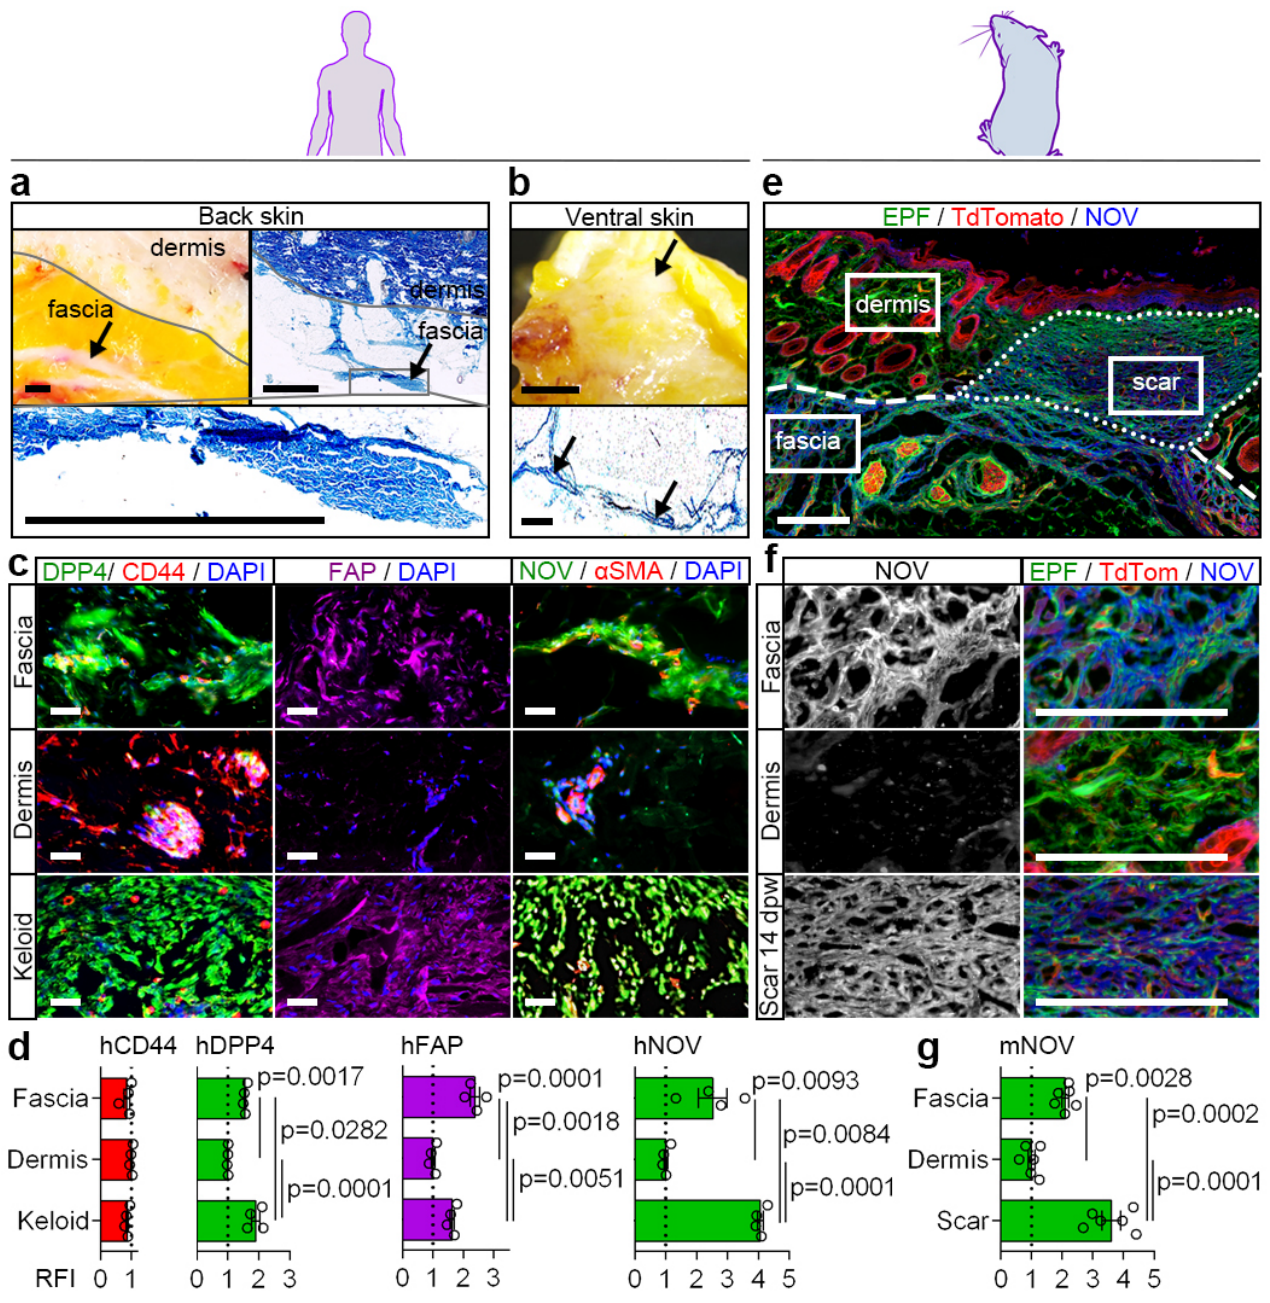 a
Back skin
dermis
fascia
dermis
fascia
b
Ventral skin
e
EPF / TdTomato / NOV
dermis
scar
fascia
c
DPP4/ CD44 / DAPI
FAP / DAPI
NOV / αSMA / DAPI
Fascia
Dermis
Keloid
f
NOV
EPF / TdTom / NOV
Fascia
Dermis
Scar 14 dpw
d
hCD44
hDPP4
hFAP
hNOV
Fascia
Dermis
Keloid
RFI
0 1
p=0.0017
p=0.0282
p=0.0001
0 1 2 3
p=0.0001
p=0.0018
p=0.0051
0 1 2 3
p=0.0093
p=0.0084
p=0.0001
0 1 2 3 4 5
g
mNOV
Fascia
Dermis
Scar
p=0.0028
p=0.0002
p=0.0001
0 1 2 3 4 5